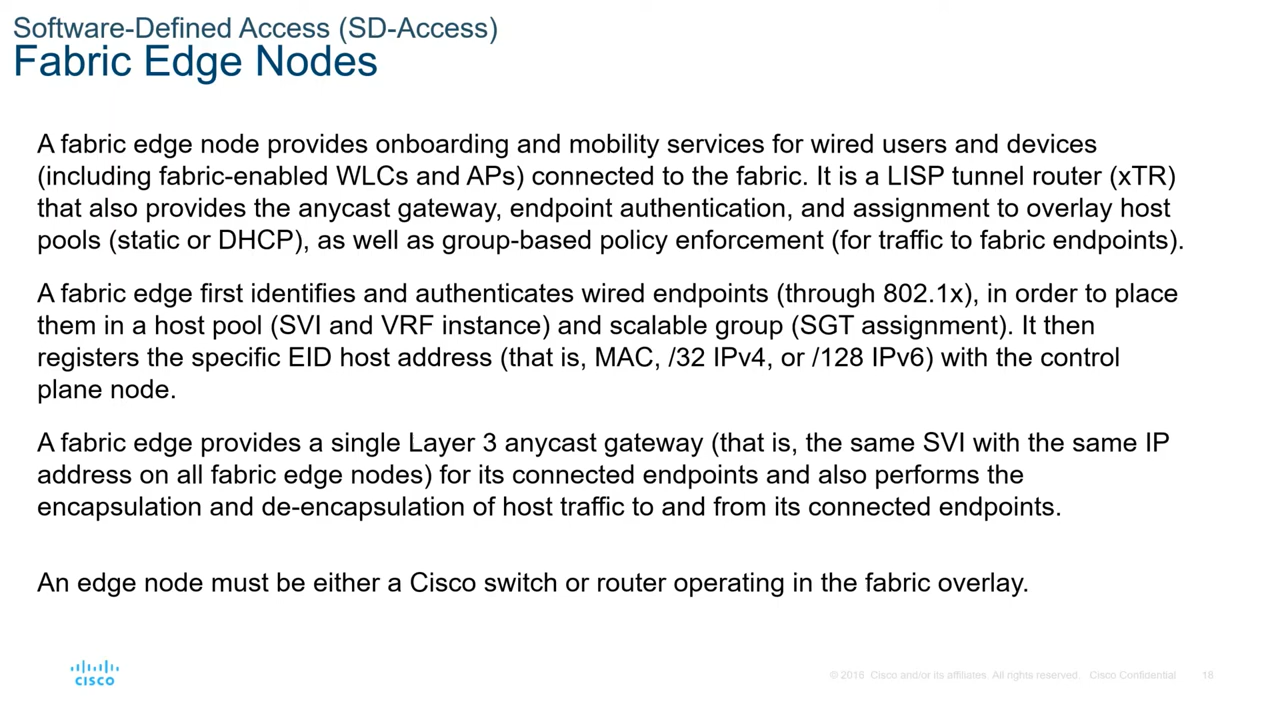 Software-Defined Access (SD-Access)
Fabric Edge Nodes
A fabric edge node provides onboarding and mobility services for wired users and devices
(including fabric-enabled WLCs and APs) connected to the fabric. It is a LISP tunnel router (xTR)
that also provides the anycast gateway, endpoint authentication, and assignment to overlay host
pools (static or DHCP), as well as group-based policy enforcement (for traffic to fabric endpoints).
A fabric edge first identifies and authenticates wired endpoints (through 802.1x), in order to place
them in a host pool (SVI and VRF instance) and scalable group (SGT assignment). It then
registers the specific EID host address (that is, MAC, /32 IPv4, or /128 IPv6) with the control
plane node.
A fabric edge provides a single Layer 3 anycast gateway (that is, the same SVI with the same IP
address on all fabric edge nodes) for its connected endpoints and also performs the
encapsulation and de-encapsulation of host traffic to and from its connected endpoints.
An edge node must be either a Cisco switch or router operating in the fabric overlay.
CISCO
© 2016 Cisco and/or its affiliates. All rights reserved. Cisco Confidential 18